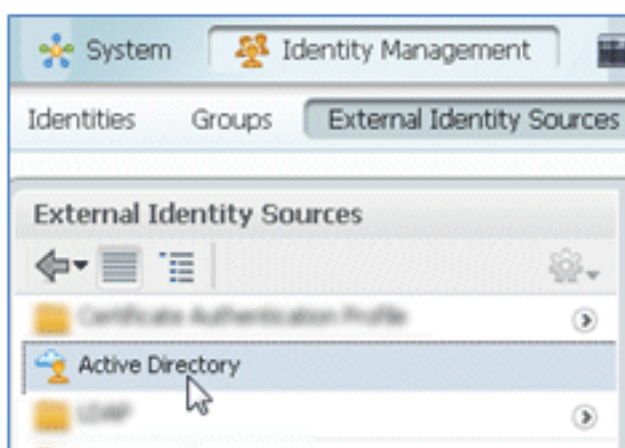 System Identity Management
Identities Groups External Identity Sources
External Identity Sources
Active Directory